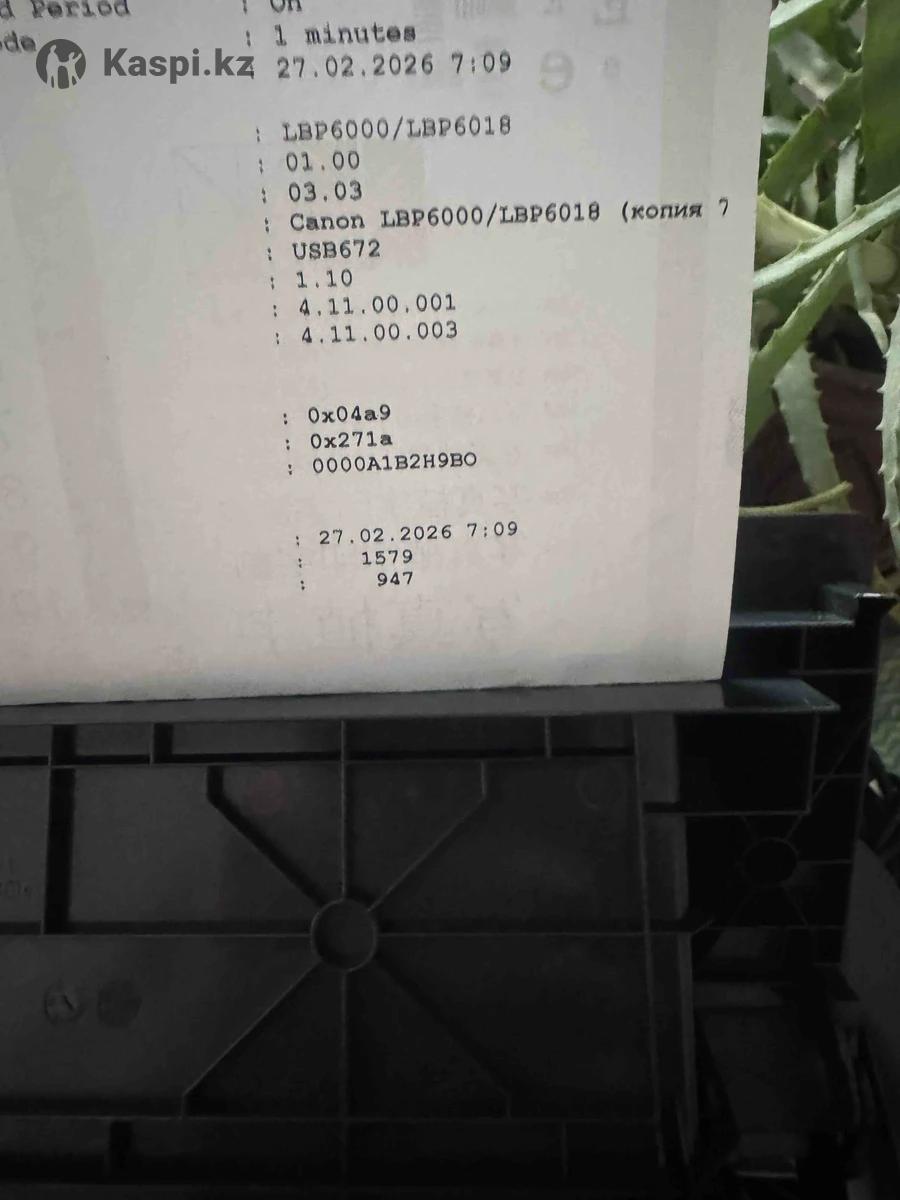 d Period : On
ode : 1 minutes
Kaspi.kz
: 27.02.2026 7:09
: LBP6000/LBP6018
: 01.00
: 03.03
: Canon LBP6000/LBP6018 (копия 7
: USB672
: 1.10
: 4.11.00.001
: 4.11.00.003
: 0x04a9
: 0x271a
: 0000A1B2H9BO
: 27.02.2026 7:09
: 1579
: 947